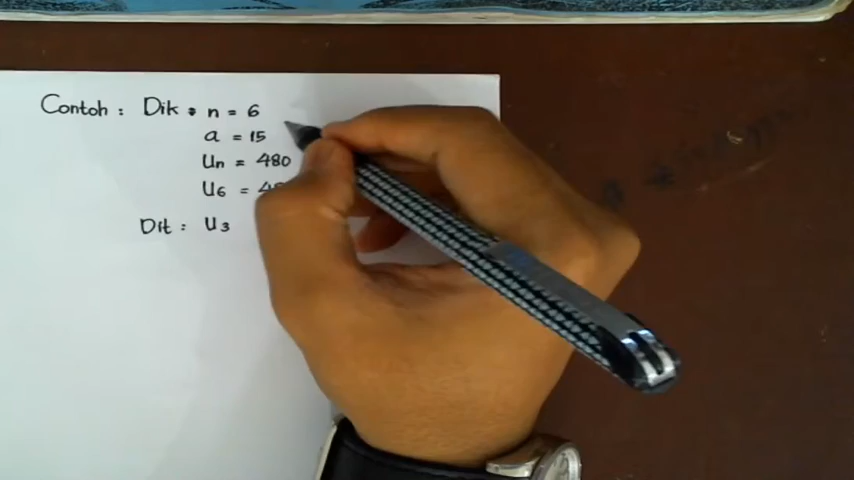 Contoh : Dik : n = 6
a = 15
Un = 480
U6 =
Dit : U3